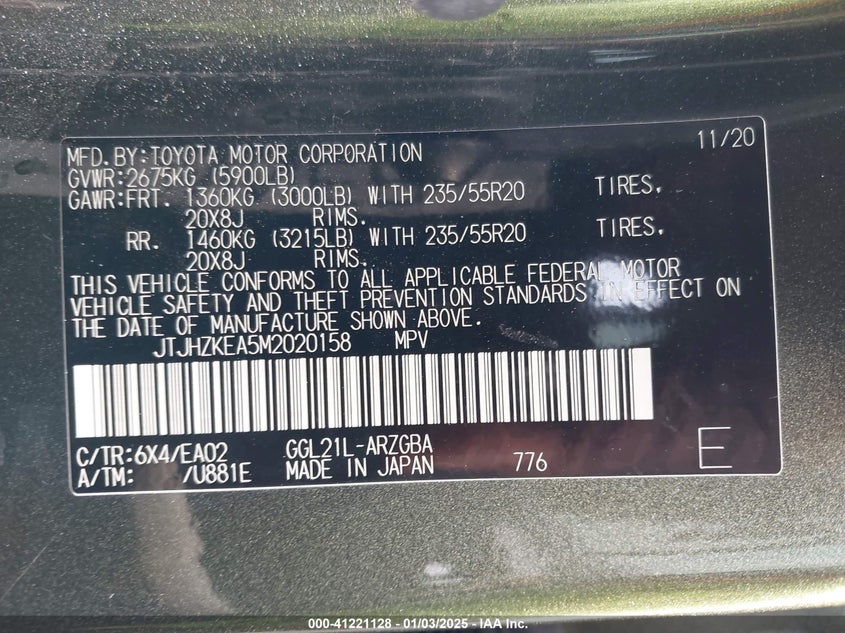 MFD.BY:TOYOTA MOTOR CORPORATION 11/20
GVWR:2675KG (5900LB)
GAWR:FRT. 1360KG (3000LB) WITH 235/55R20 TIRES,
20X8J RIMS.
RR. 1460KG (3215LB) WITH 235/55R20 TIRES,
20X8J RIMS.
THIS VEHICLE CONFORMS TO ALL APPLICABLE FEDERAL MOTOR
VEHICLE SAFETY AND THEFT PREVENTION STANDARDS IN EFFECT ON
THE DATE OF MANUFACTURE SHOWN ABOVE.
JTJHZKEA5M2020158 MPV
C/TR:6X4/EA02 GGL21L-ARZGBA
A/TM: /U881E MADE IN JAPAN 776 E
000-41221128 - 01/03/2025 - IAA Inc.